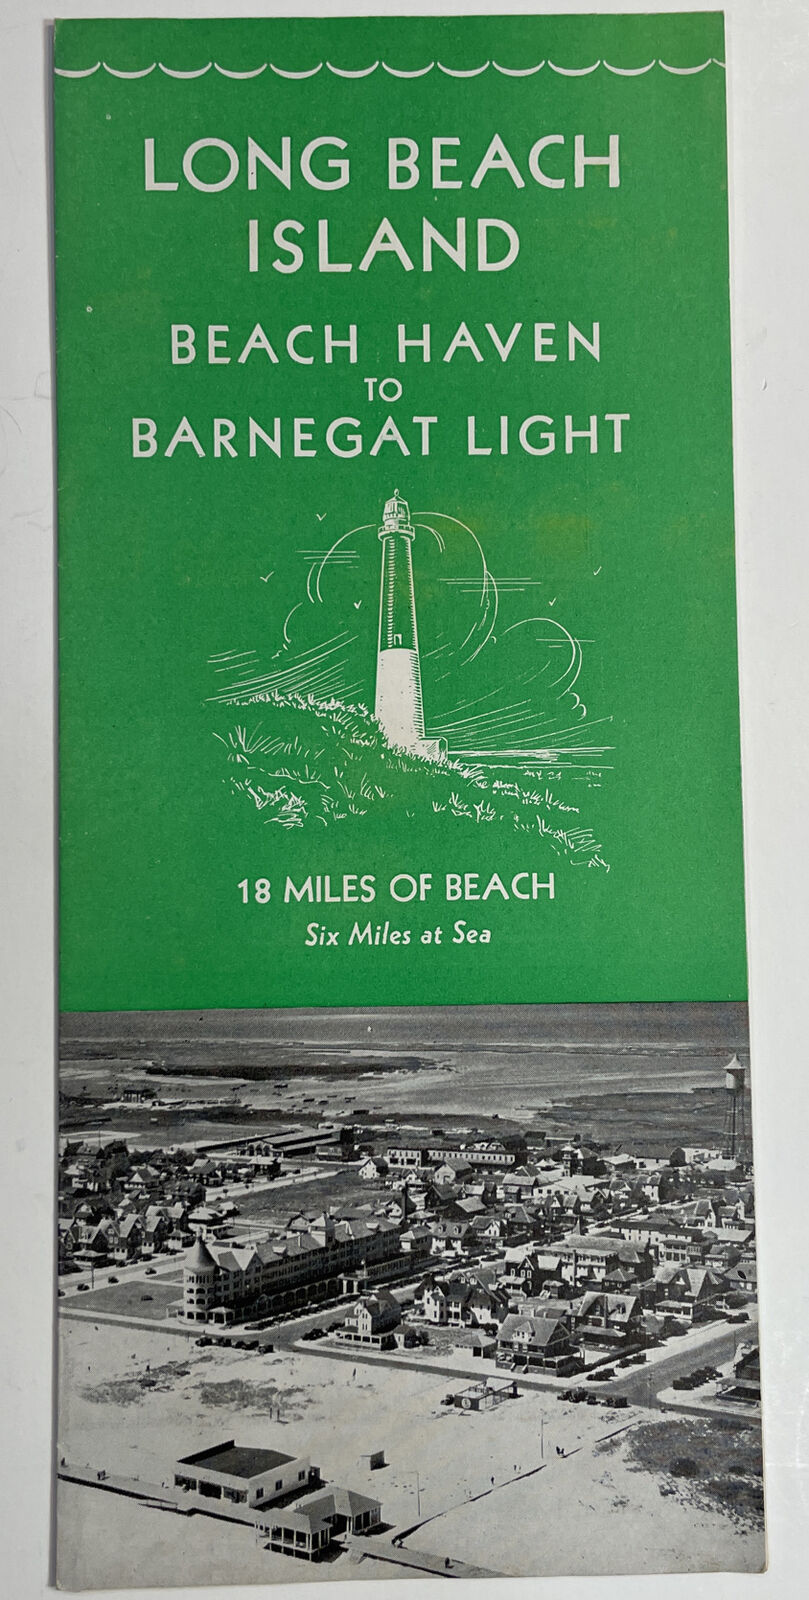 LONG BEACH
ISLAND
BEACH HAVEN
TO
BARNEGAT LIGHT
18 MILES OF BEACH
Six Miles at Sea